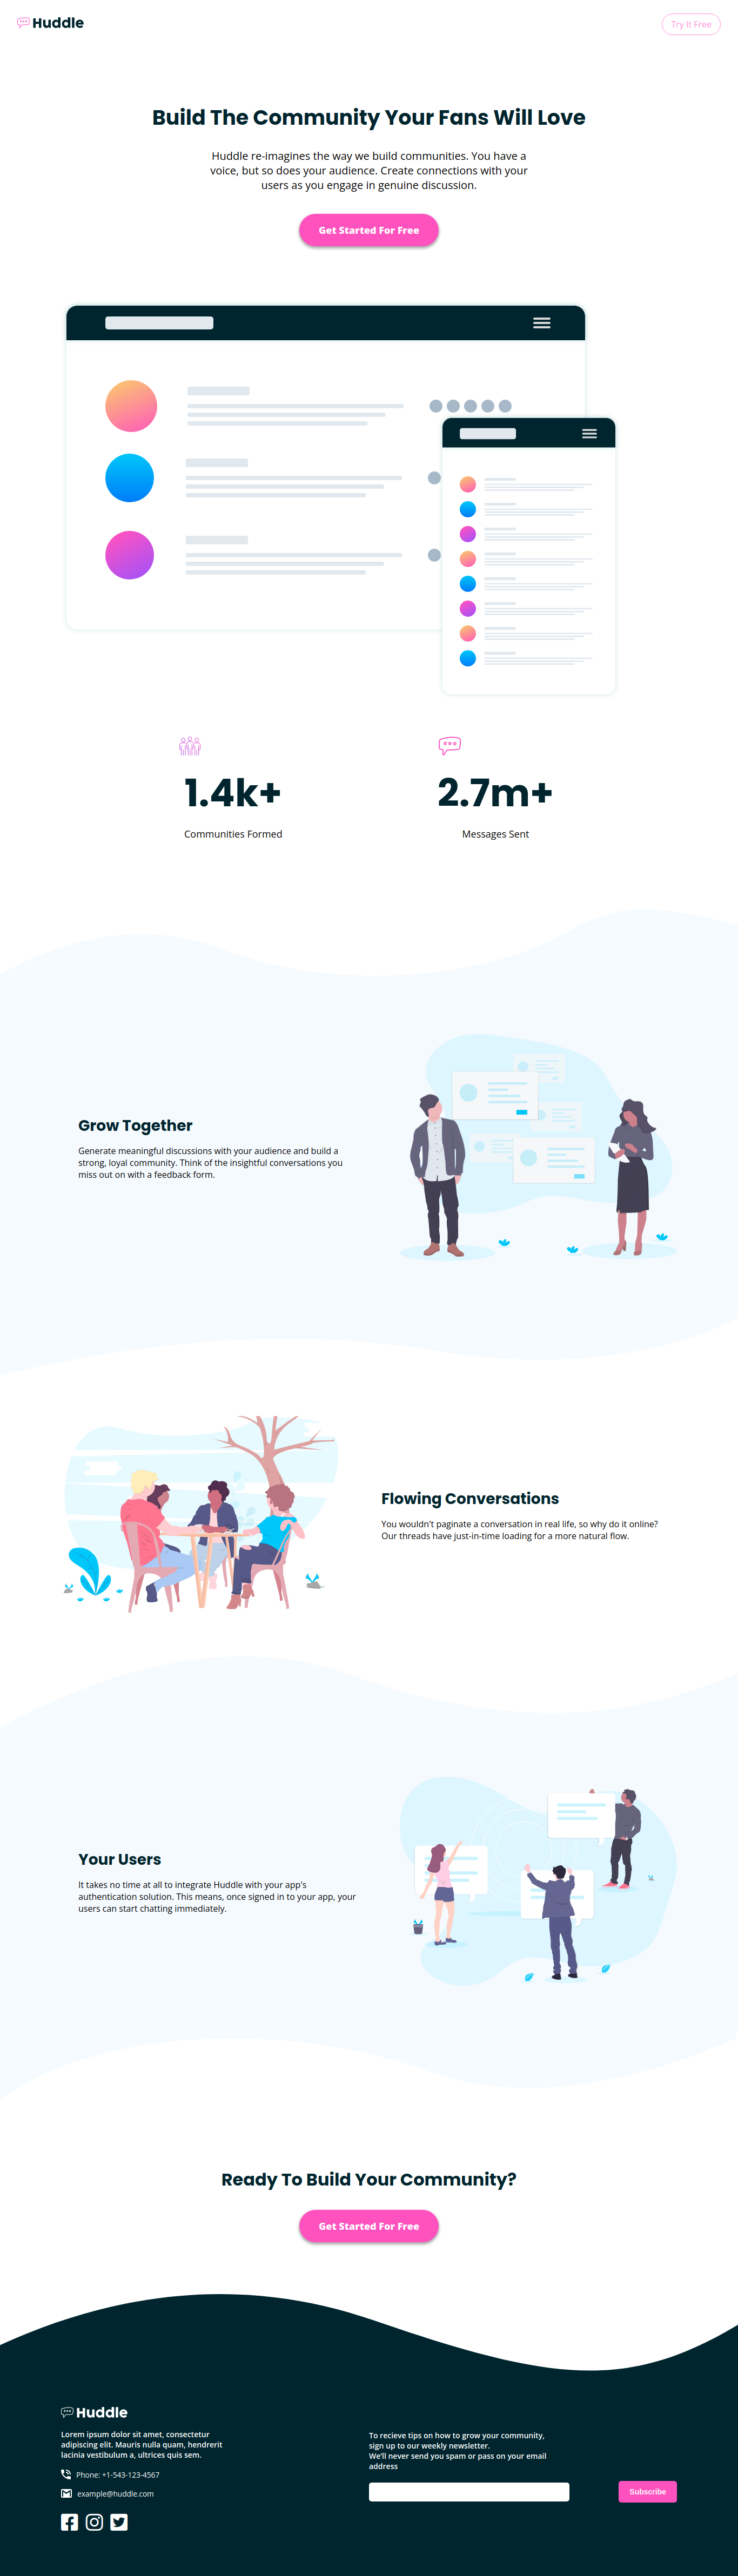 Huddle
Try It Free
Build The Community Your Fans Will Love
Huddle re-imagines the way we build communities. You have a
voice, but so does your audience. Create connections with your
users as you engage in genuine discussion.
Get Started For Free
1.4k+
Communities Formed
2.7m+
Messages Sent
Grow Together
Generate meaningful discussions with your audience and build a
strong, loyal community. Think of the insightful conversations you
miss out on with a feedback form.
Flowing Conversations
You wouldn't paginate a conversation in real life, so why do it online?
Our threads have just-in-time loading for a more natural flow.
Your Users
It takes no time at all to integrate Huddle with your app's
authentication solution. This means, once signed in to your app, your
users can start chatting immediately.
Ready To Build Your Community?
Get Started For Free
Huddle
Lorem ipsum dolor sit amet, consectetur
adipiscing elit. Mauris nulla quam, hendrerit
lacinia vestibulum a, ultrices quis sem.
Phone: +1-543-123-4567
example@huddle.com
To recieve tips on how to grow your community,
sign up to our weekly newsletter.
We'll never send you spam or pass on your email
address
Subscribe